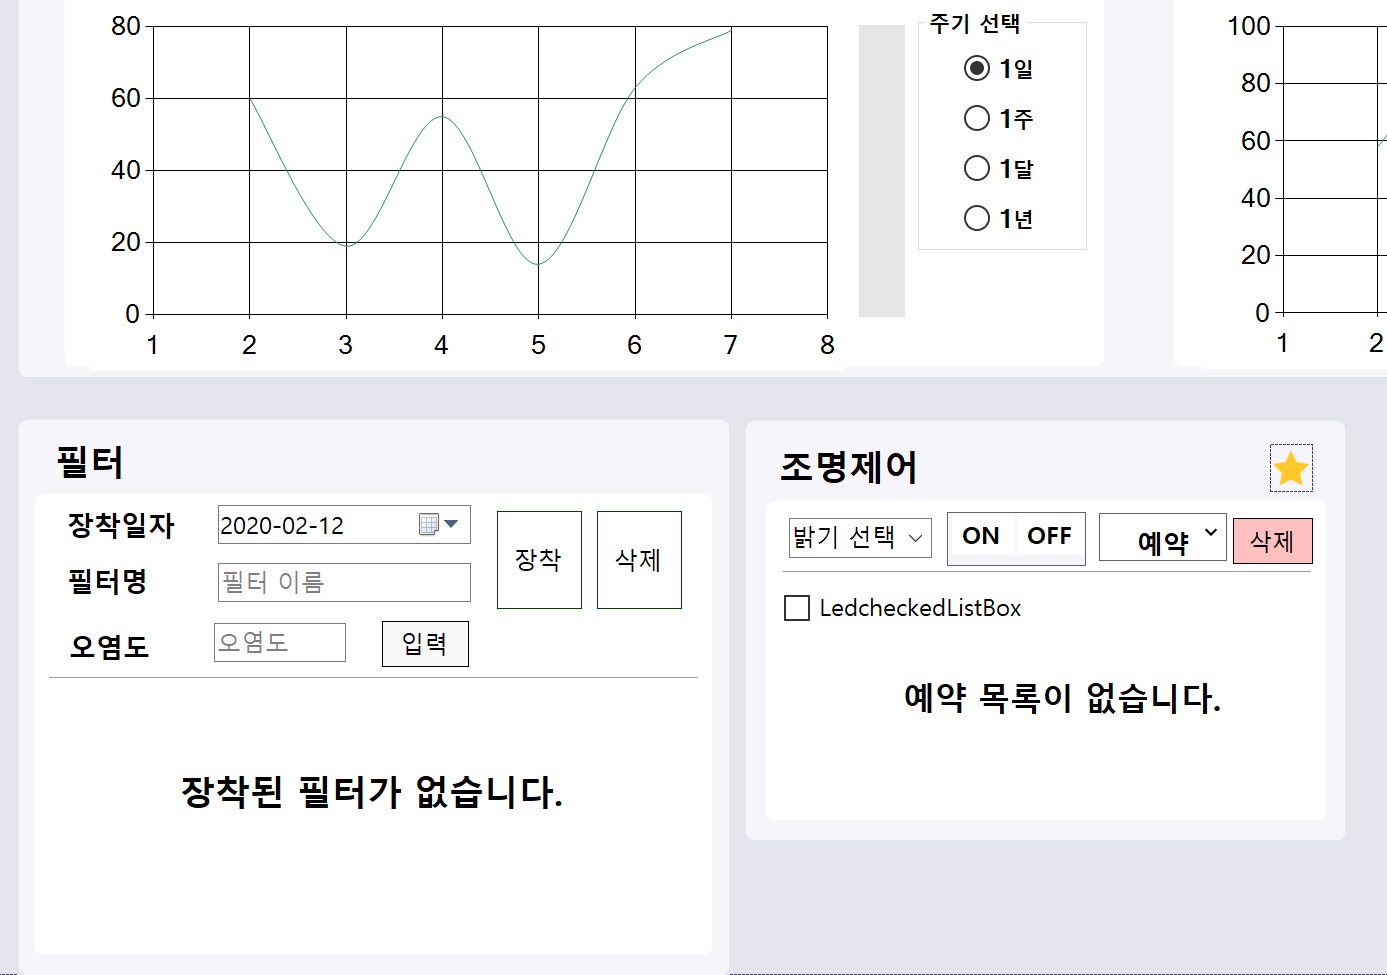 80
60
40
20
0
1 2 3 4 5 6 7 8
주기 선택
1일
1주
1달
1년
100
80
60
40
20
0
1 2
필터
장착일자 2020-02-12
장착 삭제
필터명 필터 이름
오염도 오염도 입력
장착된 필터가 없습니다.
조명제어
밝기 선택 ON OFF 예약 삭제
LedcheckedListBox
예약 목록이 없습니다.